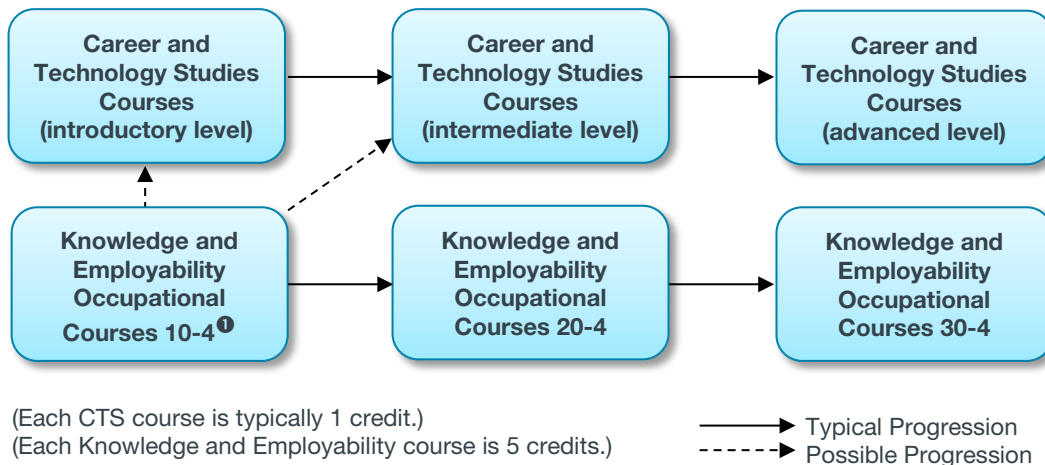 Career and
Technology Studies
Courses
(introductory level)
Career and
Technology Studies
Courses
(intermediate level)
Career and
Technology Studies
Courses
(advanced level)
Knowledge and
Employability
Occupational
Courses 10-4❶
Knowledge and
Employability
Occupational
Courses 20-4
Knowledge and
Employability
Occupational
Courses 30-4
(Each CTS course is typically 1 credit.)
(Each Knowledge and Employability course is 5 credits.)
Typical Progression
Possible Progression